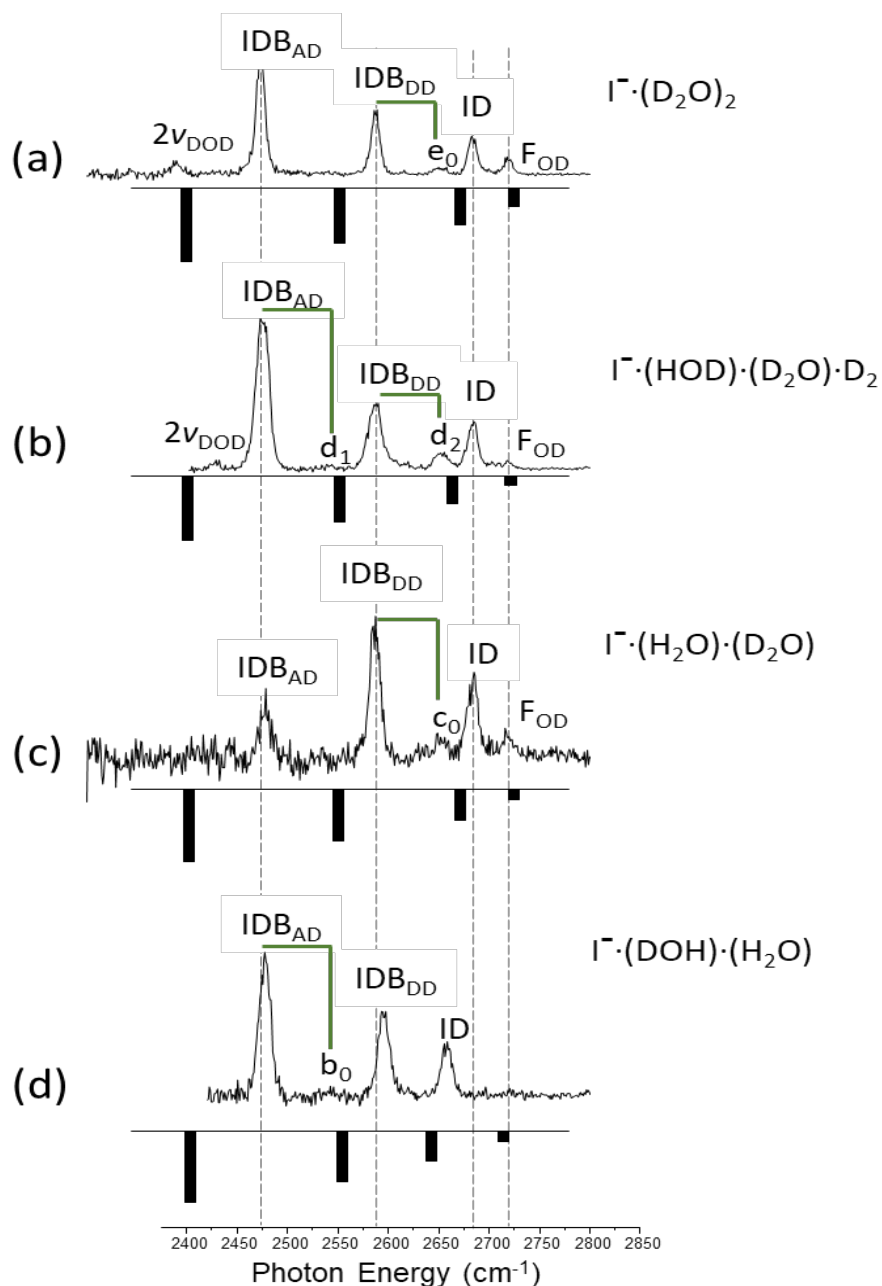 IDB_AD
IDB_DD
I⁻·(D₂O)₂
ID
(a)
2ν_DOD
e₀
F_OD
IDB_AD
I⁻·(HOD)·(D₂O)·D₂
IDB_DD
ID
(b)
2ν_DOD
d₁
d₂
F_OD
IDB_DD
I⁻·(H₂O)·(D₂O)
IDB_AD
ID
(c)
c₀
F_OD
IDB_AD
I⁻·(DOH)·(H₂O)
IDB_DD
ID
(d)
b₀
2400 2450 2500 2550 2600 2650 2700 2750 2800 2850
Photon Energy (cm⁻¹)